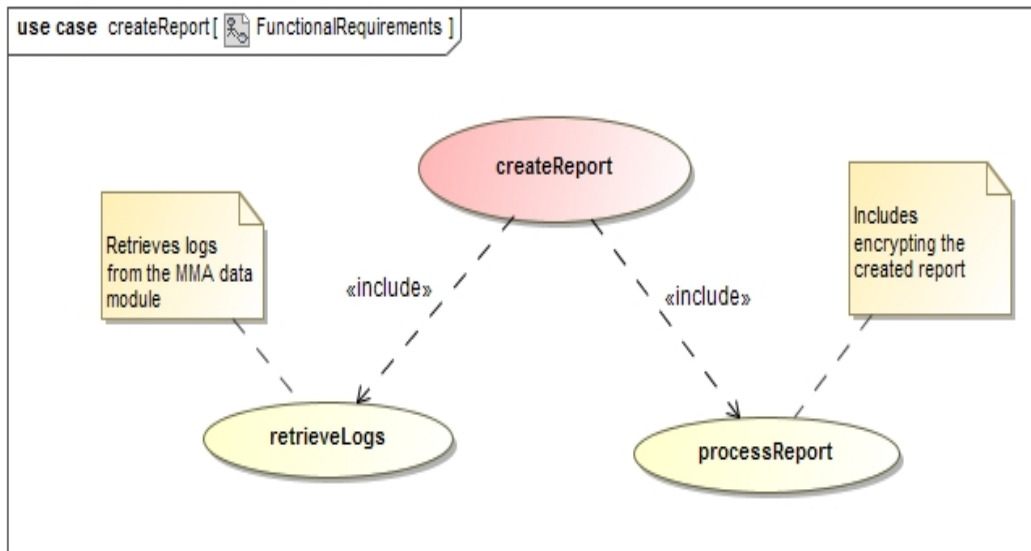 use case createReport [ FunctionalRequirements ]
createReport
Retrieves logs
from the MMA data
module
Includes
encrypting the
created report
«include»
«include»
retrieveLogs
processReport